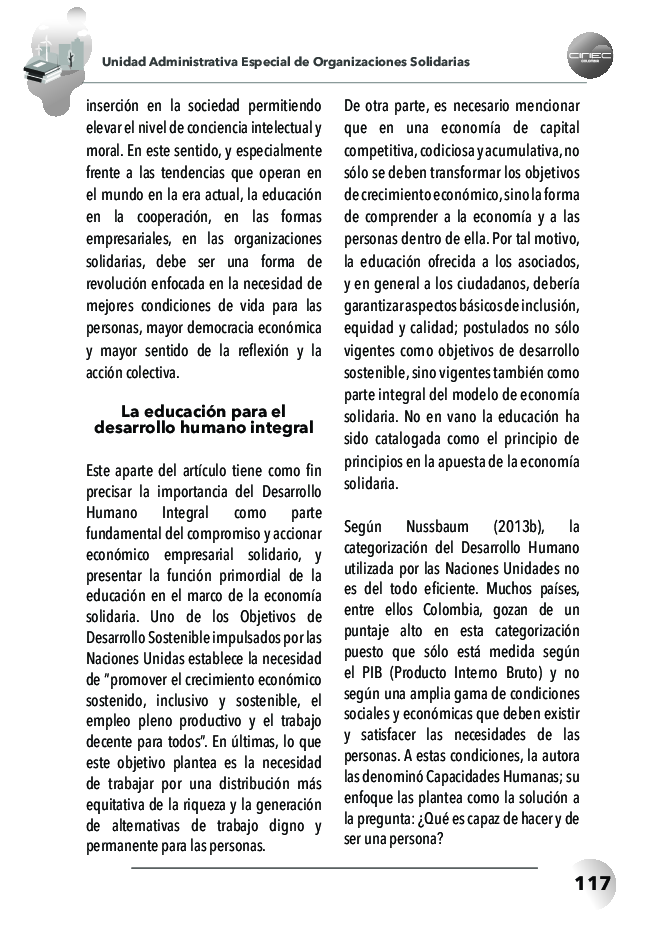 Unidad Administrativa Especial de Organizaciones Solidarias
CINEC
COLOMBIA
inserción en la sociedad permitiendo
elevar el nivel de conciencia intelectual y
moral. En este sentido, y especialmente
frente a las tendencias que operan en
el mundo en la era actual, la educación
en la cooperación, en las formas
empresariales, en las organizaciones
solidarias, debe ser una forma de
revolución enfocada en la necesidad de
mejores condiciones de vida para las
personas, mayor democracia económica
y mayor sentido de la reflexión y la
acción colectiva.
La educación para el
desarrollo humano integral
Este aparte del artículo tiene como fin
precisar la importancia del Desarrollo
Humano Integral como parte
fundamental del compromiso y accionar
económico empresarial solidario, y
presentar la función primordial de la
educación en el marco de la economía
solidaria. Uno de los Objetivos de
Desarrollo Sostenible impulsados por las
Naciones Unidas establece la necesidad
de "promover el crecimiento económico
sostenido, inclusivo y sostenible, el
empleo pleno productivo y el trabajo
decente para todos". En últimas, lo que
este objetivo plantea es la necesidad
de trabajar por una distribución más
equitativa de la riqueza y la generación
de alternativas de trabajo digno y
permanente para las personas.
De otra parte, es necesario mencionar
que en una economía de capital
competitiva, codiciosa y acumulativa, no
sólo se deben transformar los objetivos
de crecimiento económico, sino la forma
de comprender a la economía y a las
personas dentro de ella. Por tal motivo,
la educación ofrecida a los asociados,
y en general a los ciudadanos, debería
garantizar aspectos básicos de inclusión,
equidad y calidad; postulados no sólo
vigentes como objetivos de desarrollo
sostenible, sino vigentes también como
parte integral del modelo de economía
solidaria. No en vano la educación ha
sido catalogada como el principio de
principios en la apuesta de la economía
solidaria.
Según Nussbaum (2013b), la
categorización del Desarrollo Humano
utilizada por las Naciones Unidades no
es del todo eficiente. Muchos países,
entre ellos Colombia, gozan de un
puntaje alto en esta categorización
puesto que sólo está medida según
el PIB (Producto Interno Bruto) y no
según una amplia gama de condiciones
sociales y económicas que deben existir
y satisfacer las necesidades de las
personas. A estas condiciones, la autora
las denominó Capacidades Humanas; su
enfoque las plantea como la solución a
la pregunta: ¿Qué es capaz de hacer y de
ser una persona?
117